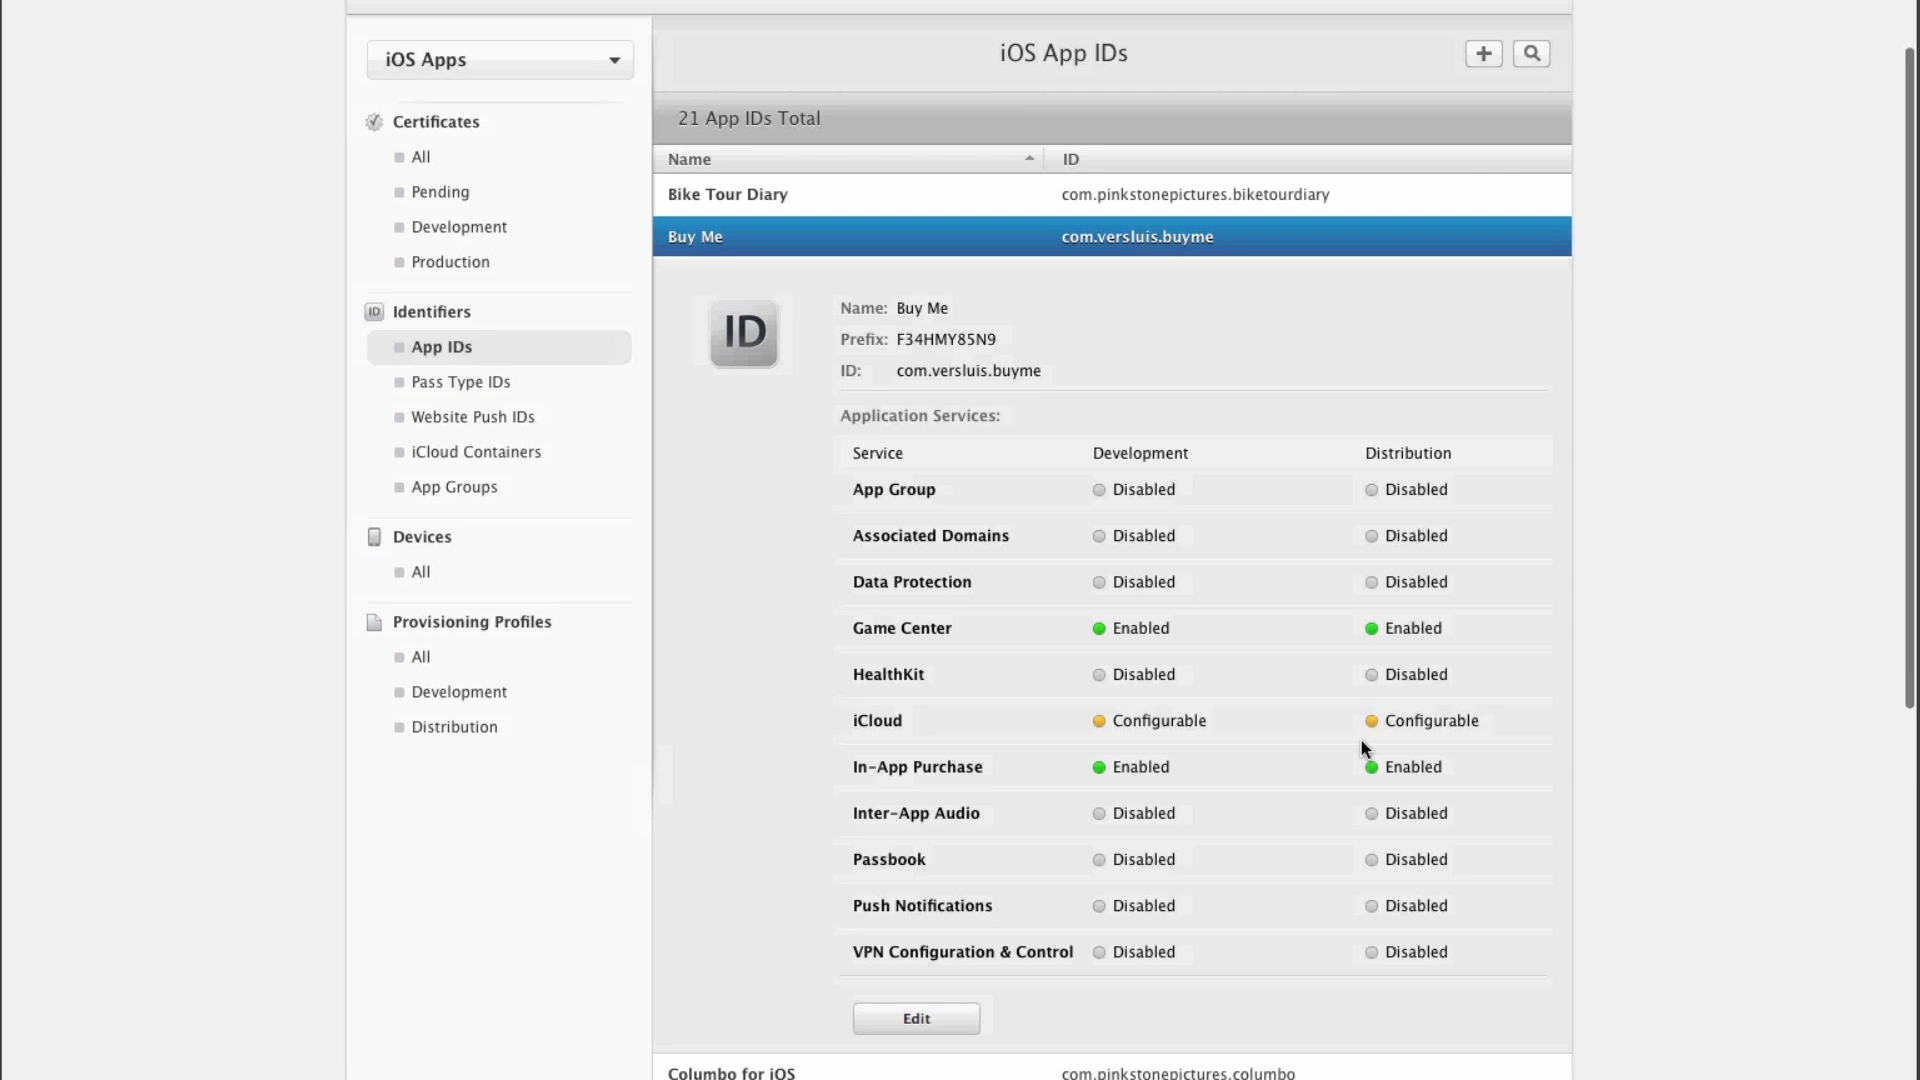 iOS Apps
Certificates
All
Pending
Development
Production
ID Identifiers
App IDs
Pass Type IDs
Website Push IDs
iCloud Containers
App Groups
Devices
All
Provisioning Profiles
All
Development
Distribution
iOS App IDs
21 App IDs Total
Name ID
Bike Tour Diary com.pinkstonepictures.biketourdiary
Buy Me com.versluis.buyme
ID
Name: Buy Me
Prefix: F34HMY85N9
ID: com.versluis.buyme
Application Services:
Service Development Distribution
App Group Disabled Disabled
Associated Domains Disabled Disabled
Data Protection Disabled Disabled
Game Center Enabled Enabled
HealthKit Disabled Disabled
iCloud Configurable Configurable
In-App Purchase Enabled Enabled
Inter-App Audio Disabled Disabled
Passbook Disabled Disabled
Push Notifications Disabled Disabled
VPN Configuration & Control Disabled Disabled
Edit
Columbo for iOS com.pinkstonepictures.columbo